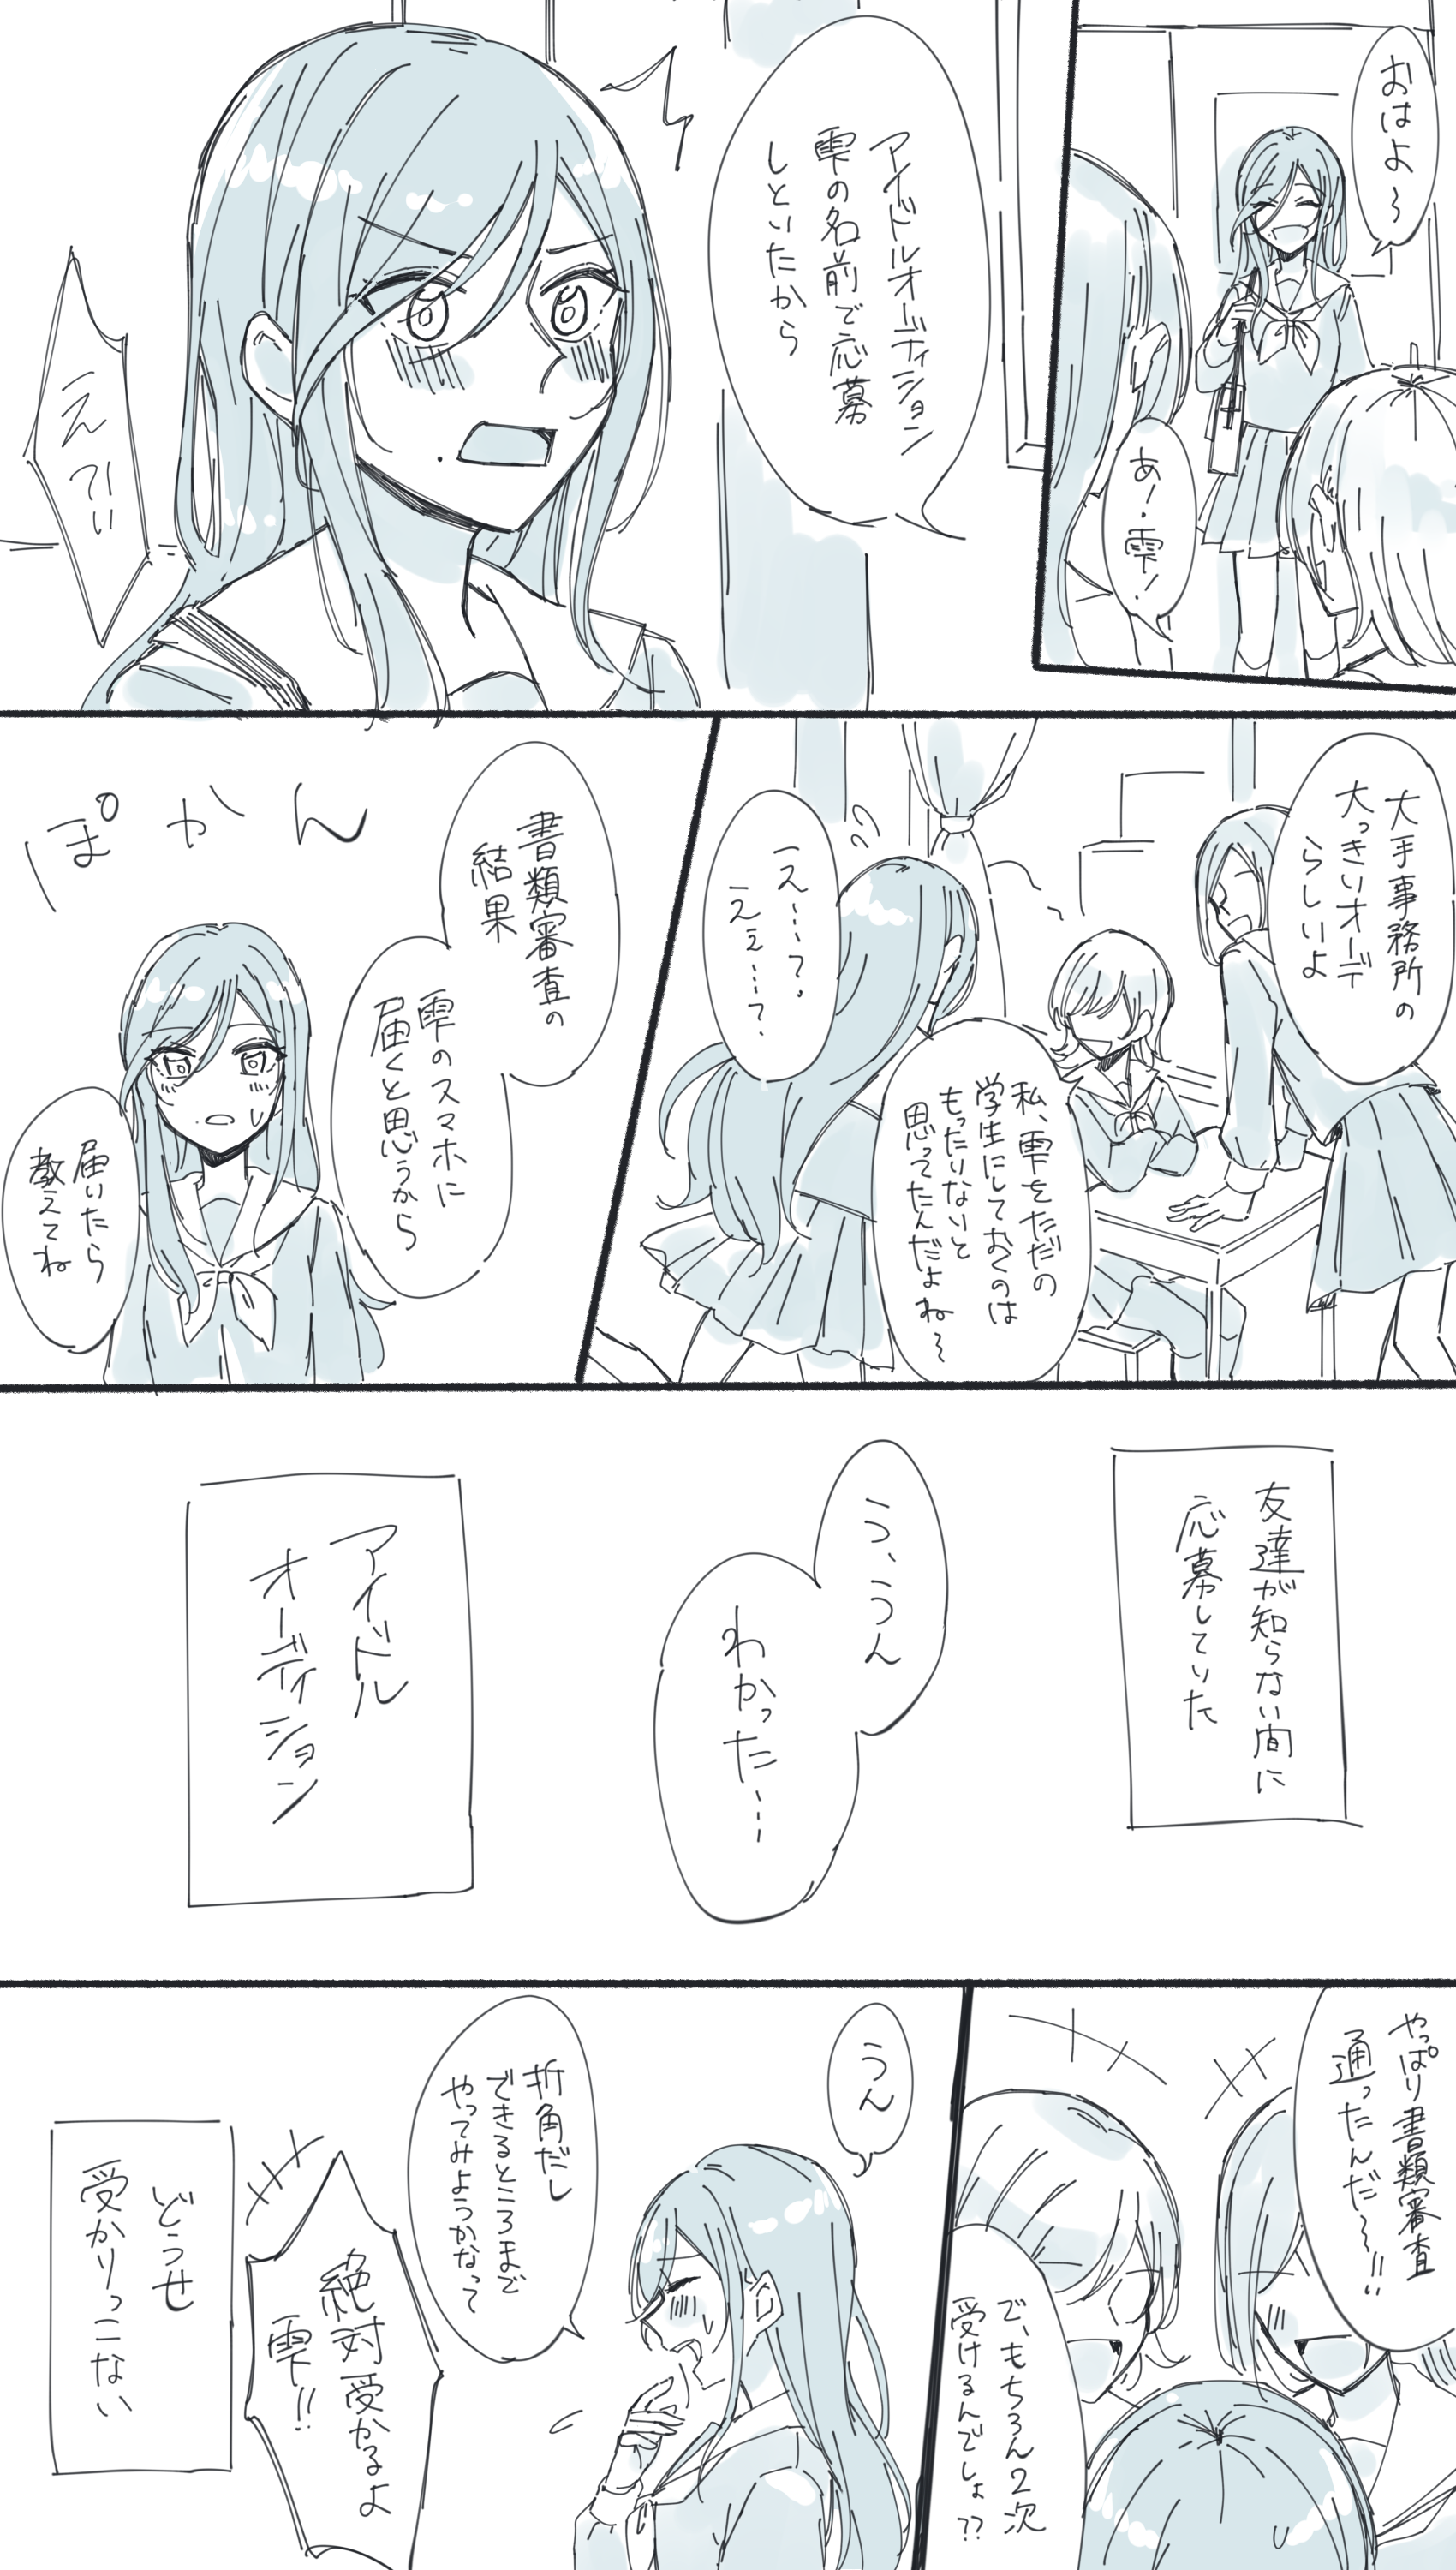 おはよ〜
あ!雫!
アイドルオーディション
雫の名前で応募
しといたから
えっ!!
大手事務所の
大っきいオーデ
らしいよ
私、雫をただの
学生にしておくのは
もったいないと
思ってたんだよね〜
え…?
ええ…?
書類審査の
結果
雫のスマホに
届くと思うから
届いたら
教えてね
ぽかん
友達が知らない間に
応募していた
う、うん
わかった…
アイドル
オーディション
やっぱり書類審査
通ったんだ〜!!
で、もちろん2次
受けるんでしょ??
うん
折角だし
できるところまで
やってみようかなって
絶対受かるよ
雫!!
どうせ
受かりっこない